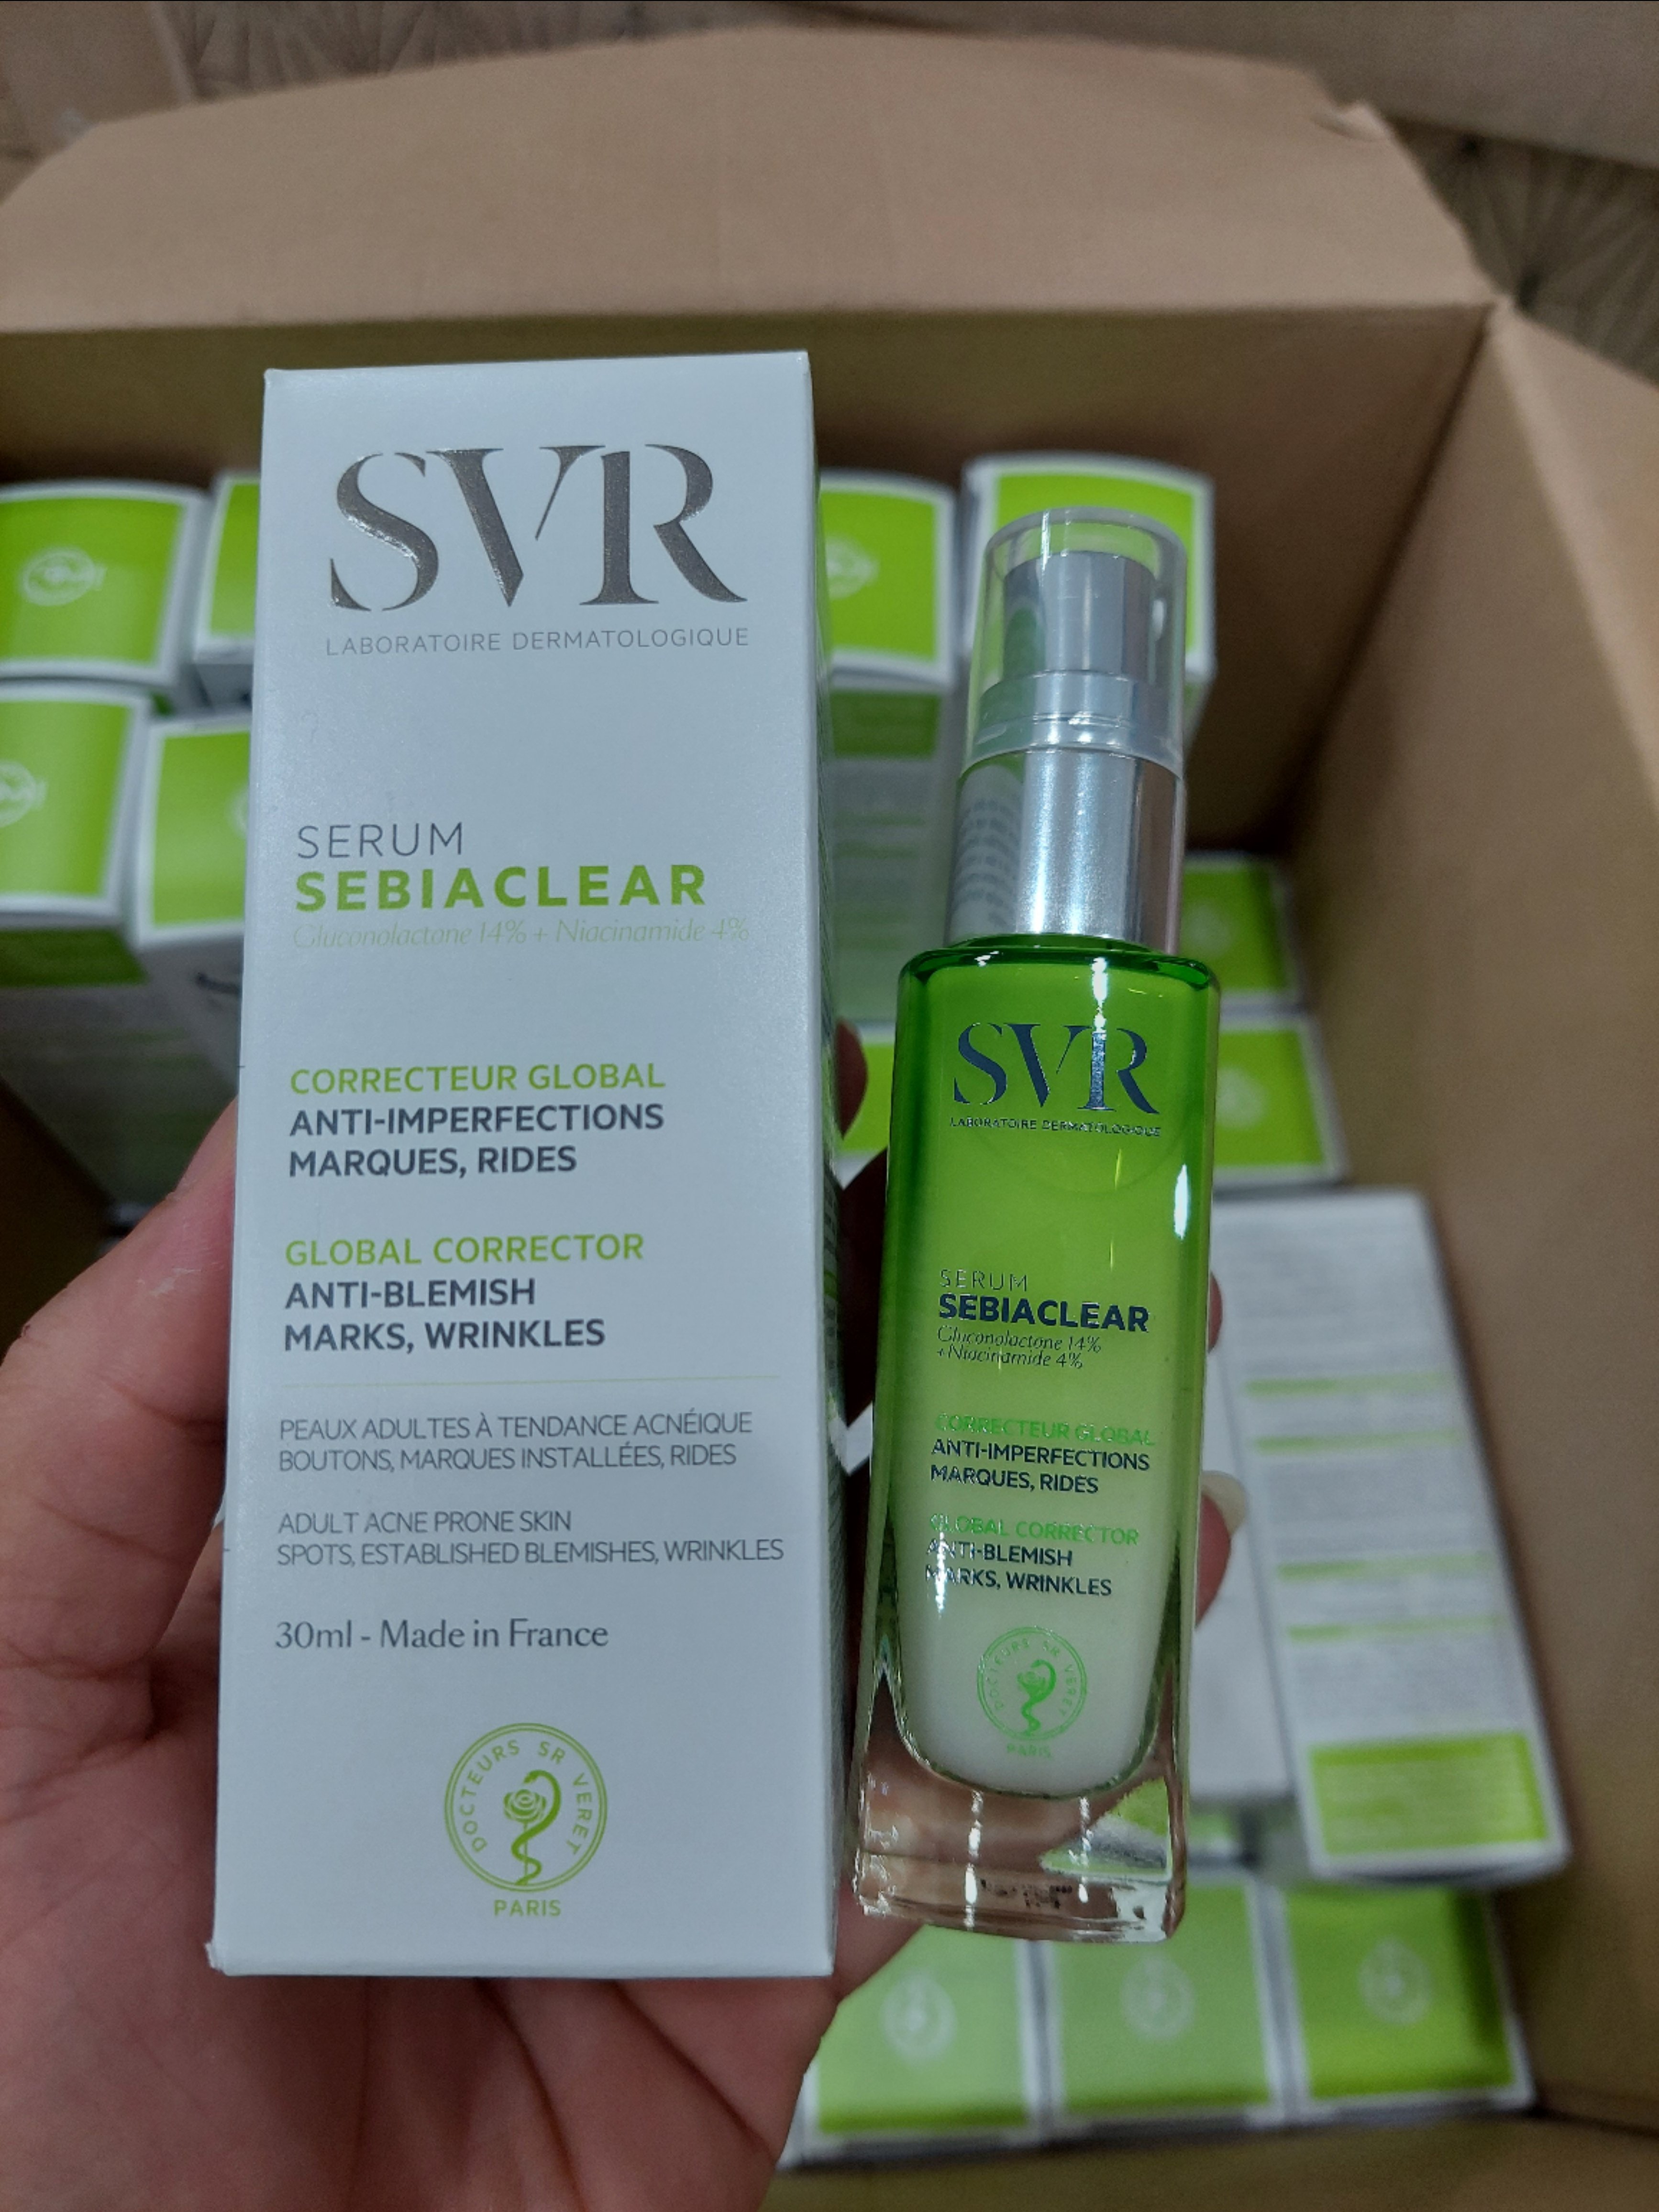 SVR
LABORATOIRE DERMATOLOGIQUE
SERUM
SEBIACLEAR
Gluconolactone 14% + Niacinamide 4%
CORRECTEUR GLOBAL
ANTI-IMPERFECTIONS
MARQUES, RIDES
GLOBAL CORRECTOR
ANTI-BLEMISH
MARKS, WRINKLES
PEAUX ADULTES À TENDANCE ACNÉIQUE
BOUTONS, MARQUES INSTALLÉES, RIDES
ADULT ACNE PRONE SKIN
SPOTS, ESTABLISHED BLEMISHES, WRINKLES
30ml - Made in France
DOCTEURS SR VERET
PARIS
SVR
LABORATOIRE DERMATOLOGIQUE
SERUM
SEBIACLEAR
Gluconolactone 14%
+Niacinamide 4%
CORRECTEUR GLOBAL
ANTI-IMPERFECTIONS
MARQUES, RIDES
GLOBAL CORRECTOR
ANTI-BLEMISH
MARKS, WRINKLES
DOCTEURS SR VERET
PARIS